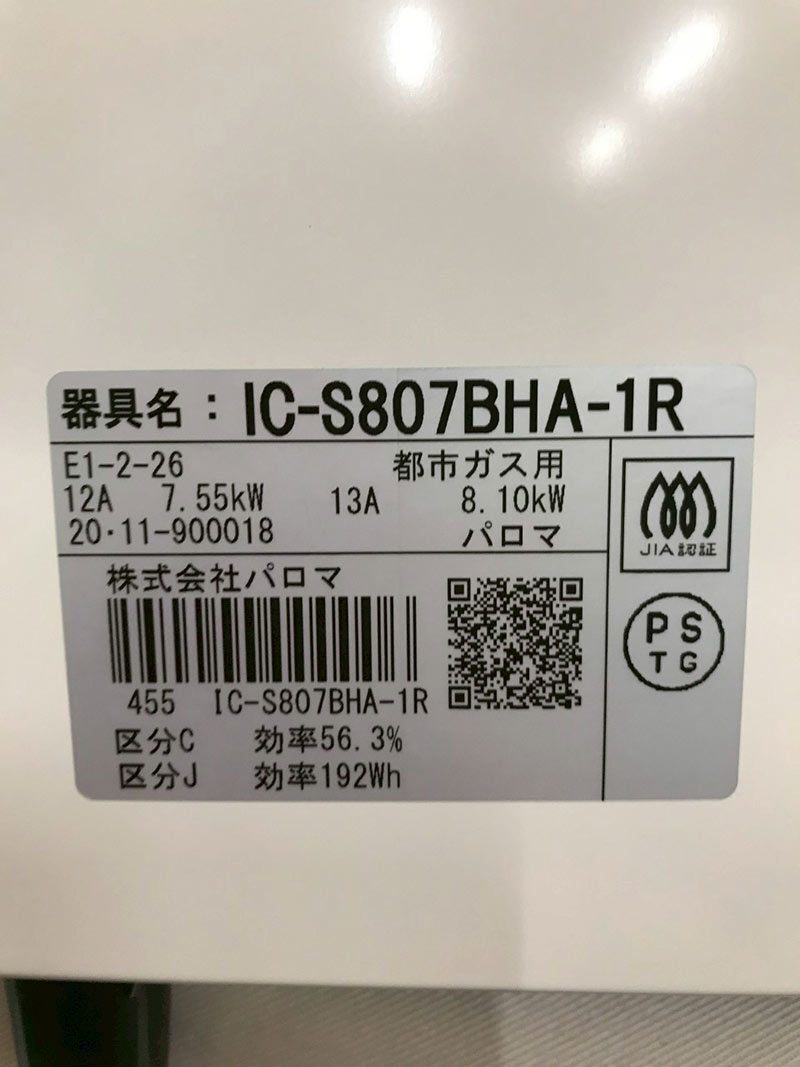 器具名：IC-S807BHA-1R
E1-2-26 都市ガス用
12A 7.55kW 13A 8.10kW
20･11-900018 パロマ
JIA認証
PS
TG
株式会社パロマ
455 IC-S807BHA-1R
区分C 効率56.3%
区分J 効率192Wh